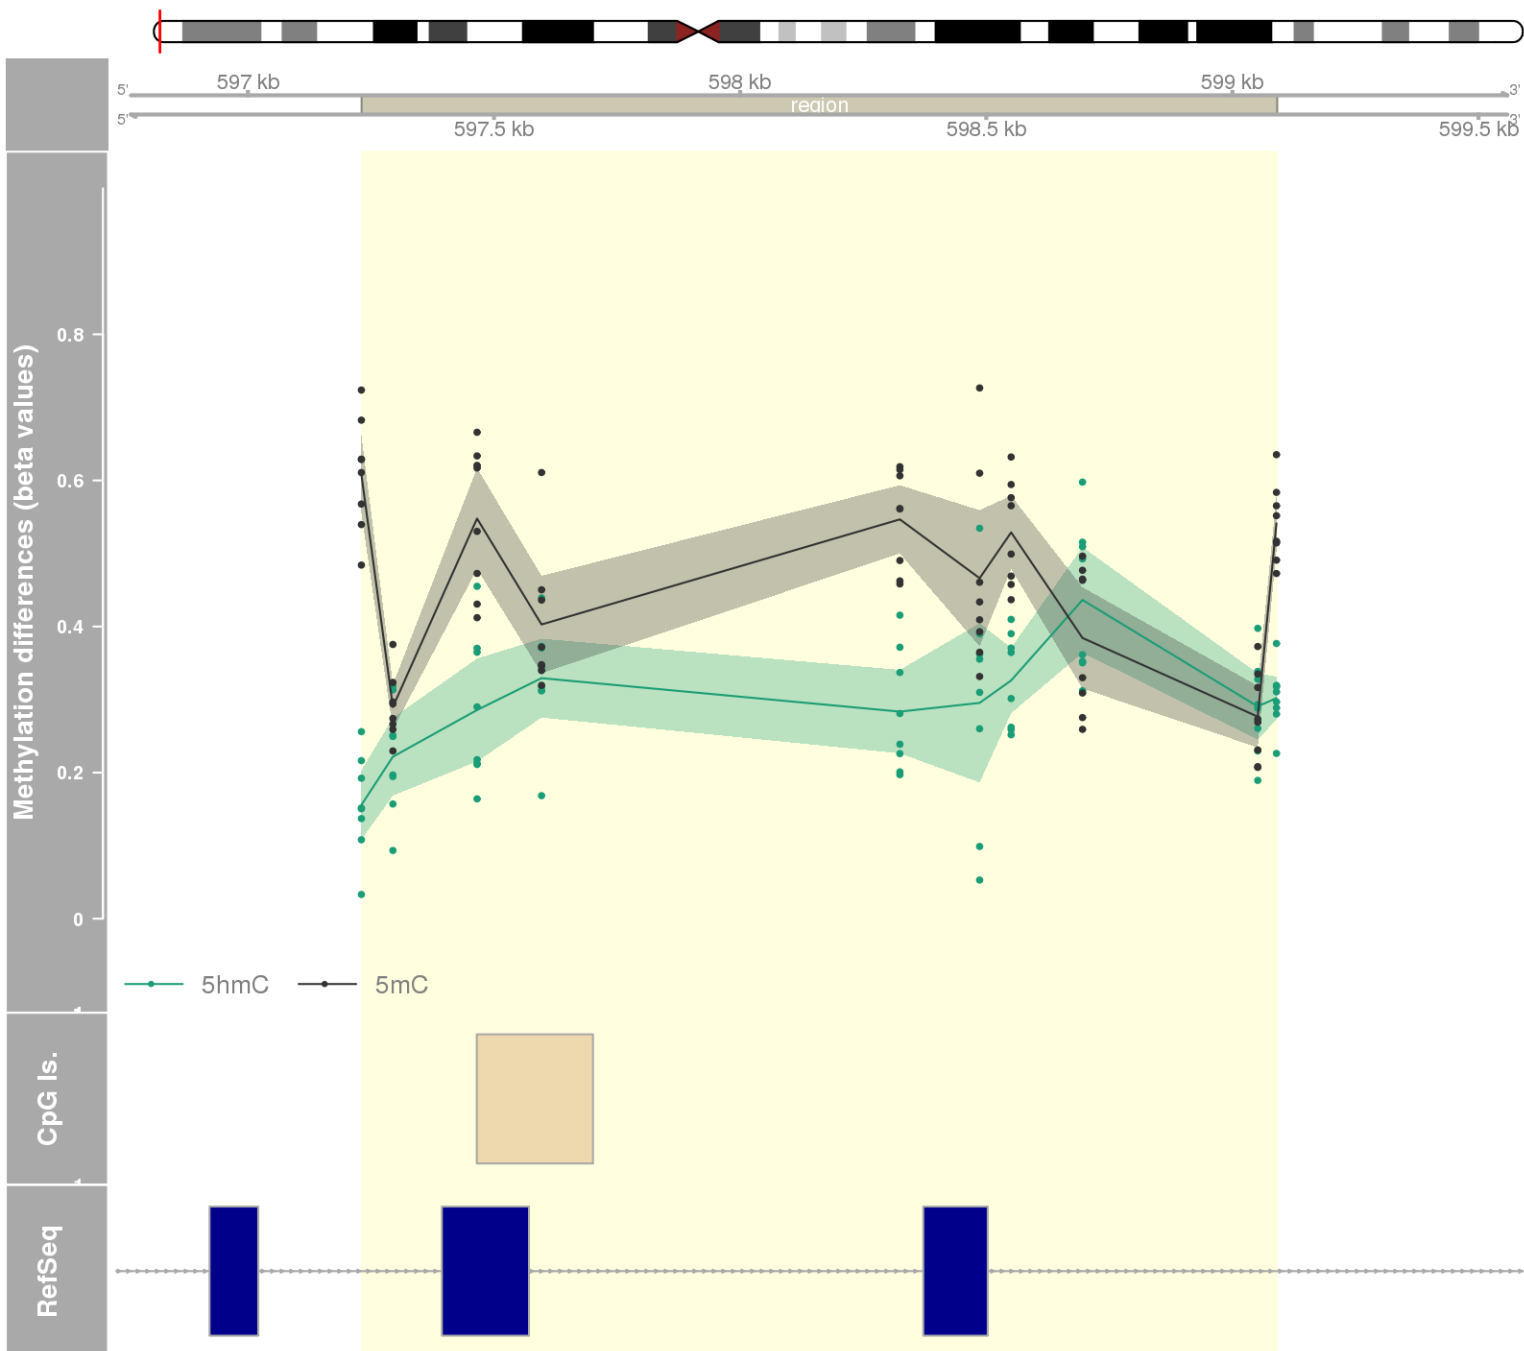 597 kb
598 kb
599 kb
5'
3'
region
5'
3'
597.5 kb
598.5 kb
599.5 kb
Methylation differences (beta values)
0.8
0.6
0.4
0.2
0
5hmC
5mC
CpG Is.
RefSeq